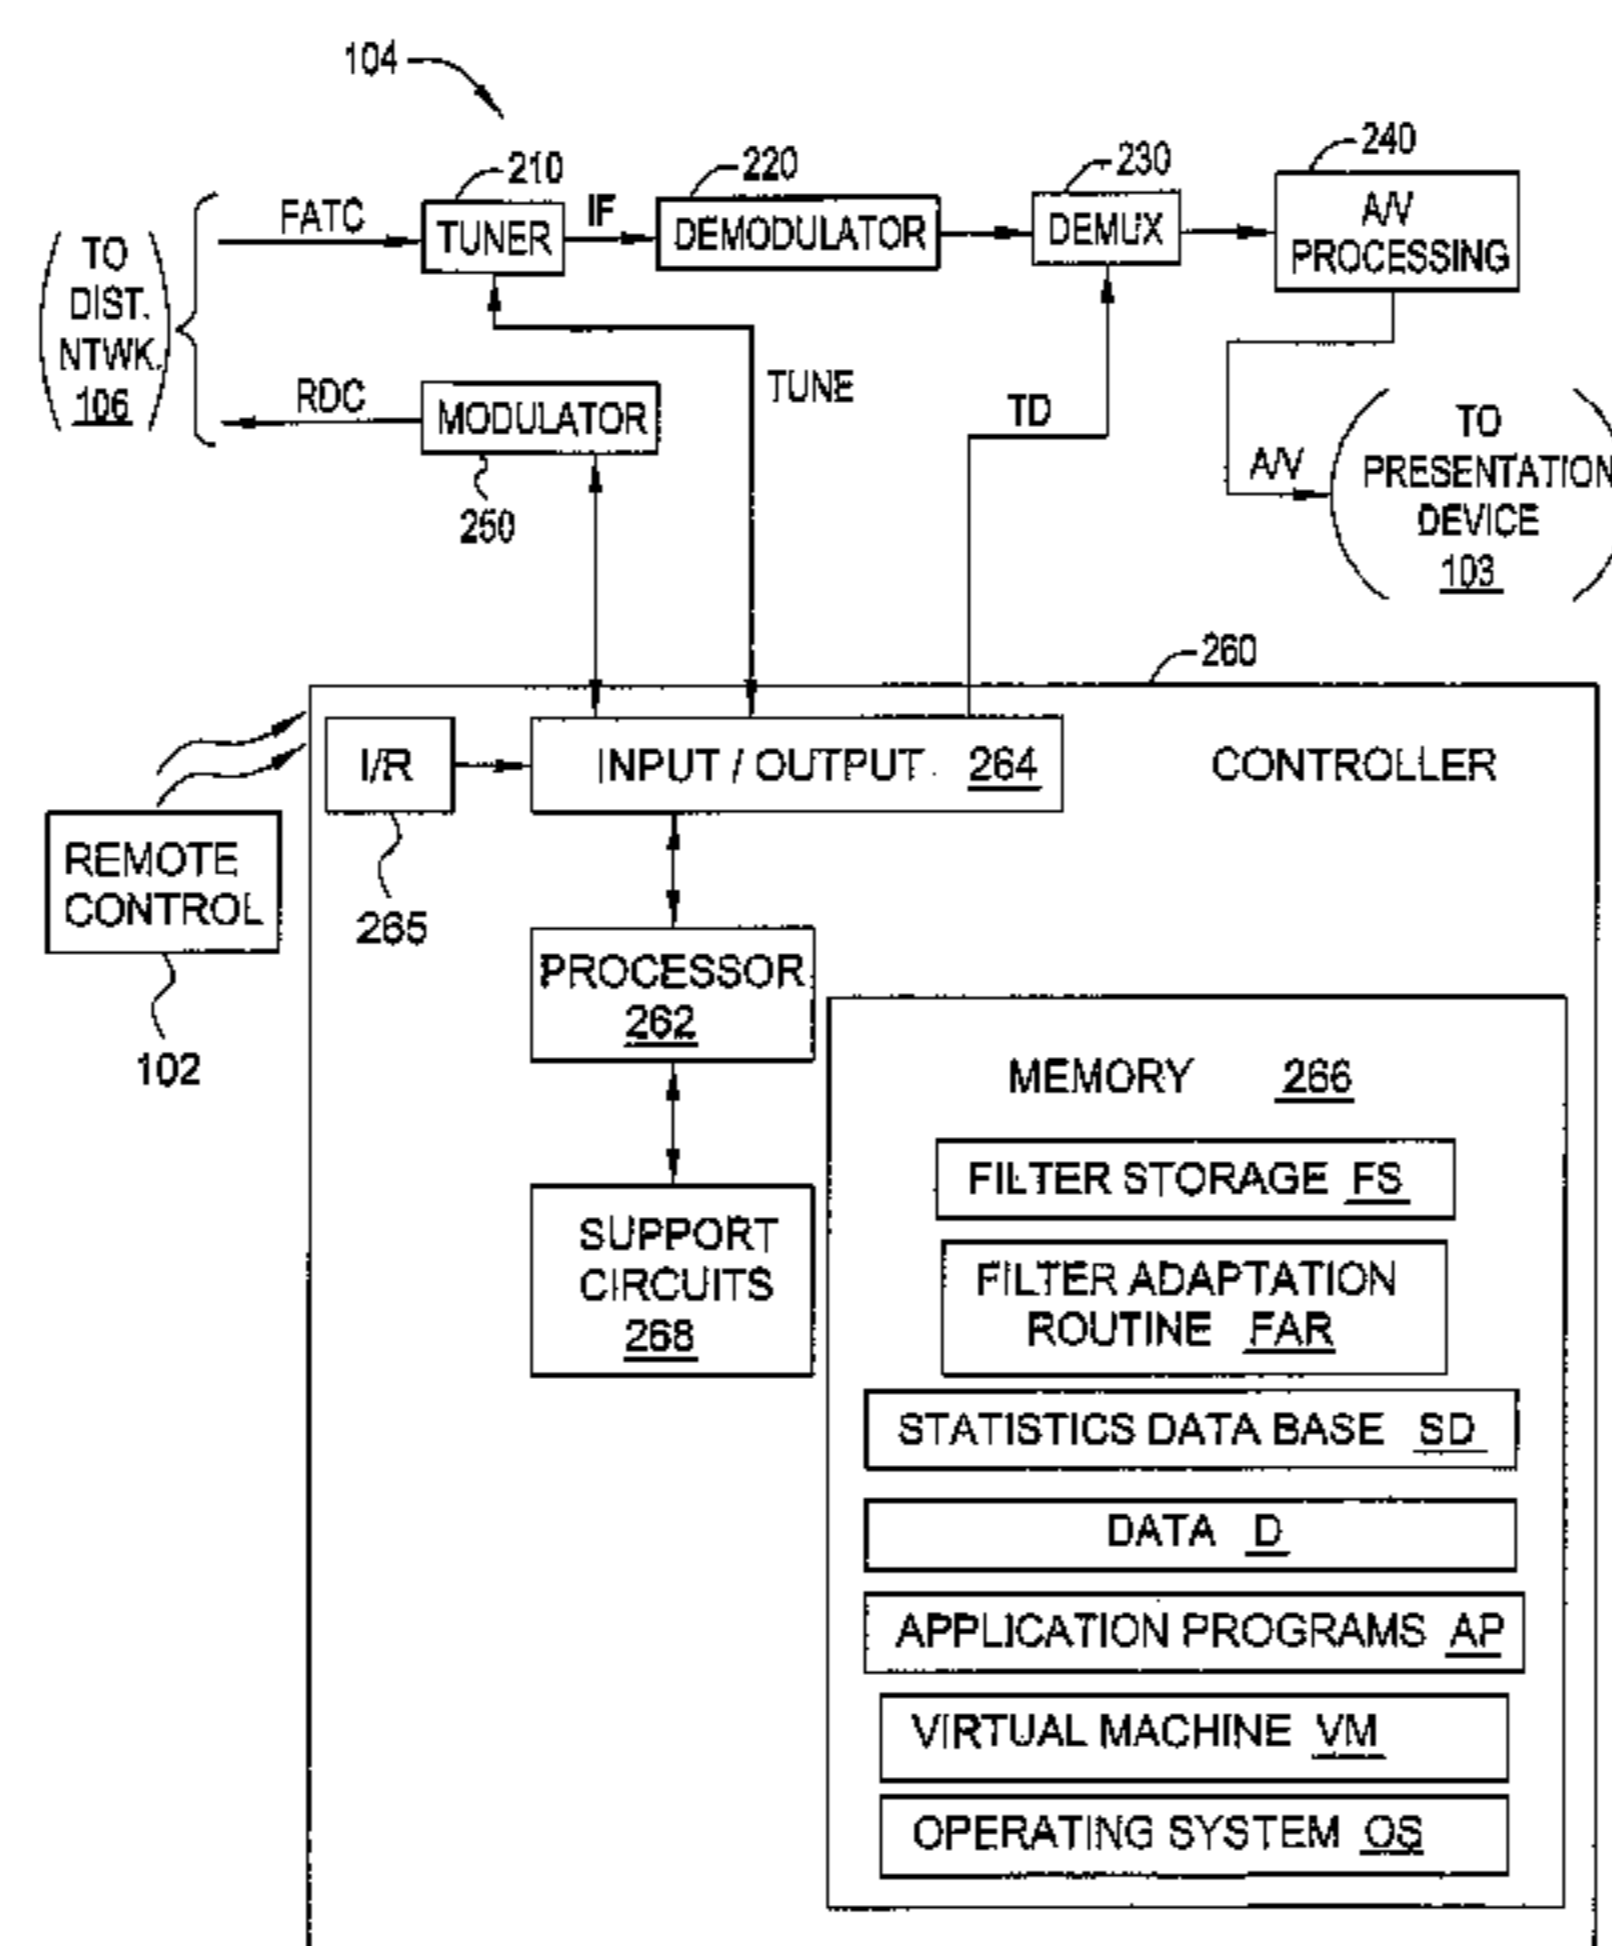 104
210
220
230
240
FATC
TUNER
IF
DEMODULATOR
DEMUX
A/V
PROCESSING
TO
DIST.
NTWK.
106
RDC
MODULATOR
250
TUNE
TD
A/V
TO
PRESENTATION
DEVICE
103
260
I/R
INPUT / OUTPUT 264
CONTROLLER
REMOTE
CONTROL
265
102
PROCESSOR
262
SUPPORT
CIRCUITS
268
MEMORY 266
FILTER STORAGE FS
FILTER ADAPTATION
ROUTINE FAR
STATISTICS DATA BASE SD
DATA D
APPLICATION PROGRAMS AP
VIRTUAL MACHINE VM
OPERATING SYSTEM OS